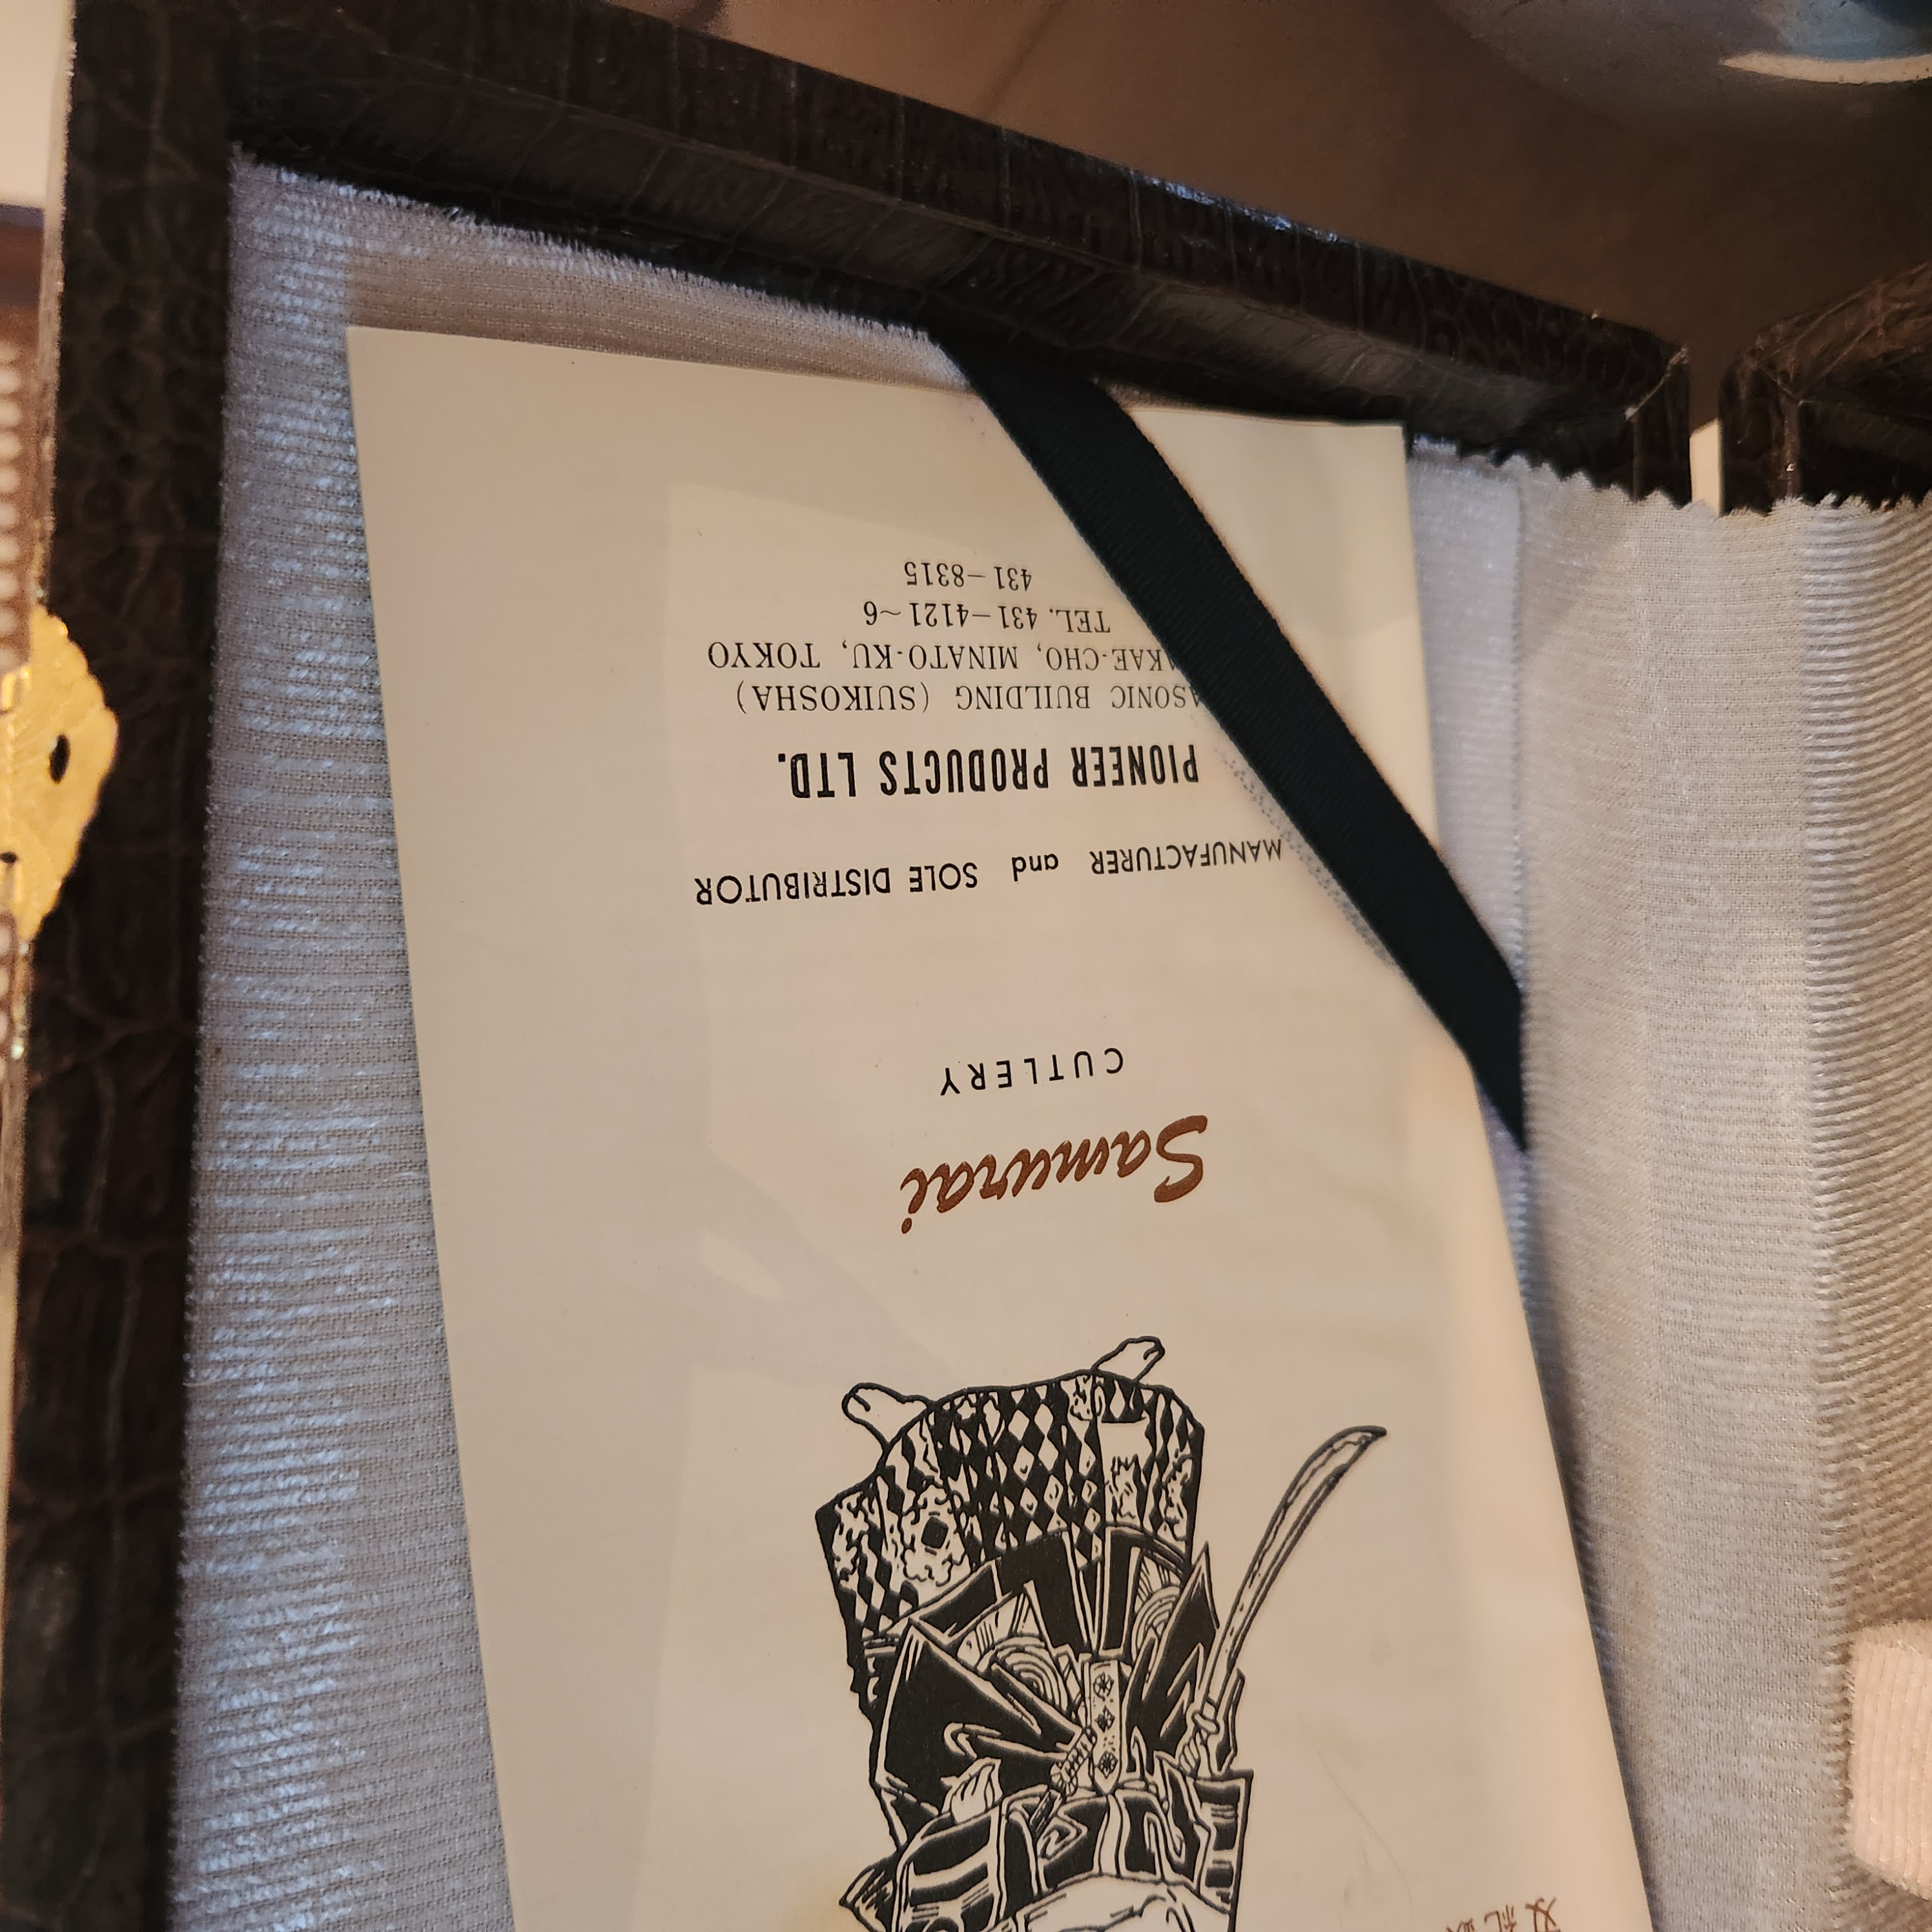 Samurai
CUTLERY
MANUFACTURER and SOLE DISTRIBUTOR
PIONEER PRODUCTS LTD.
ASONIC BUILDING (SUIKOSHA)
AKAE-CHO, MINATO-KU, TOKYO
TEL. 431-4121~6
431-8315